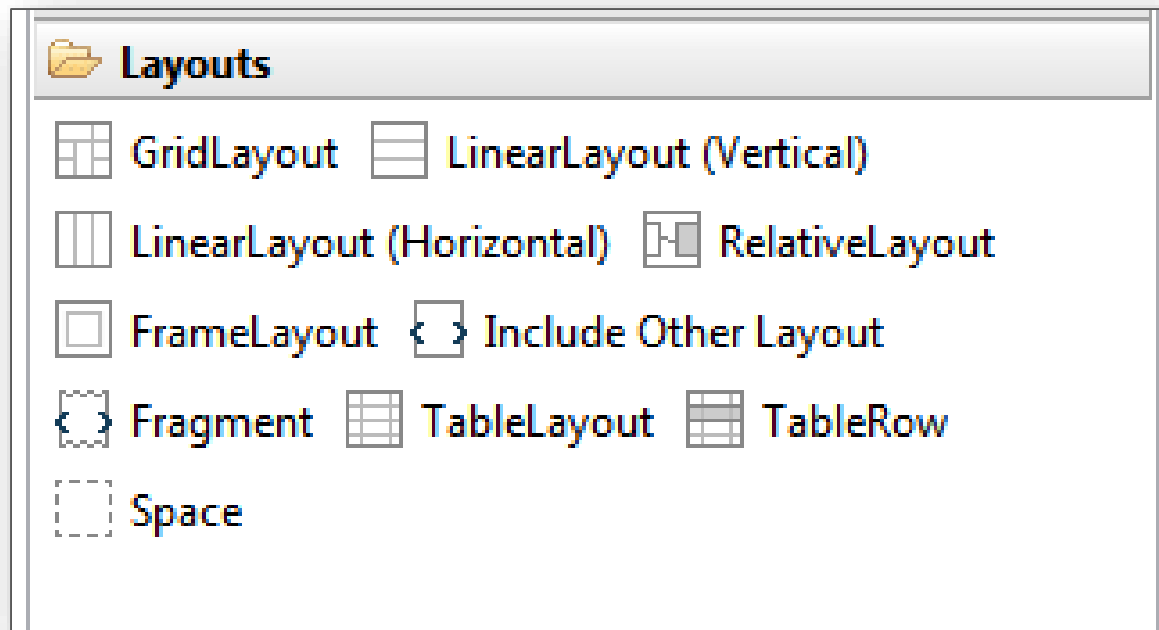 Layouts
GridLayout LinearLayout (Vertical)
LinearLayout (Horizontal) RelativeLayout
FrameLayout Include Other Layout
Fragment TableLayout TableRow
Space